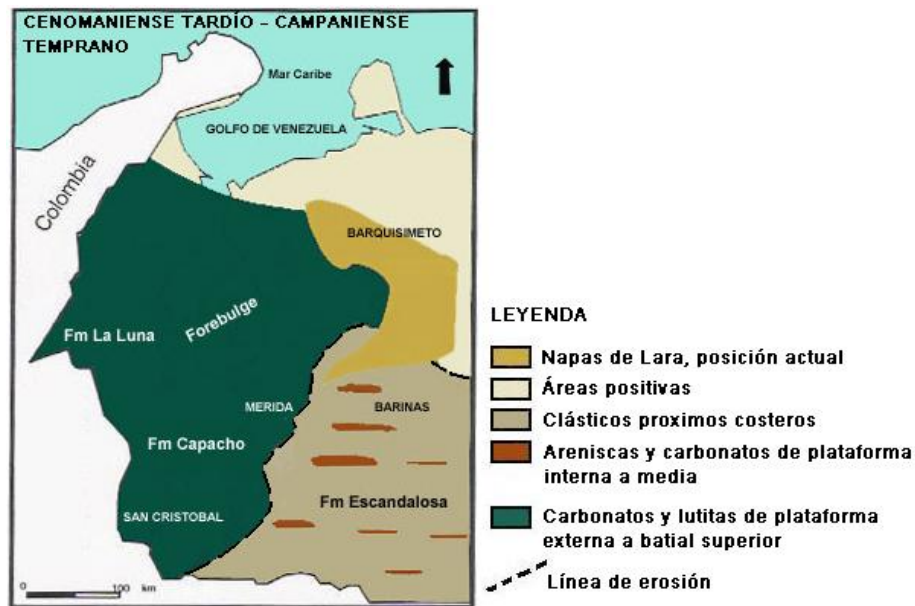 CENOMANIENSE TARDÍO – CAMPANIENSE
TEMPRANO
Mar Caribe
GOLFO DE VENEZUELA
Colombia
BARQUISIMETO
Forebulge
Fm La Luna
MERIDA
BARINAS
Fm Capacho
Fm Escandalosa
SAN CRISTOBAL
0 100 km
LEYENDA
Napas de Lara, posición actual
Áreas positivas
Clásticos proximos costeros
Areniscas y carbonatos de plataforma
interna a media
Carbonatos y lutitas de plataforma
externa a batial superior
Línea de erosión